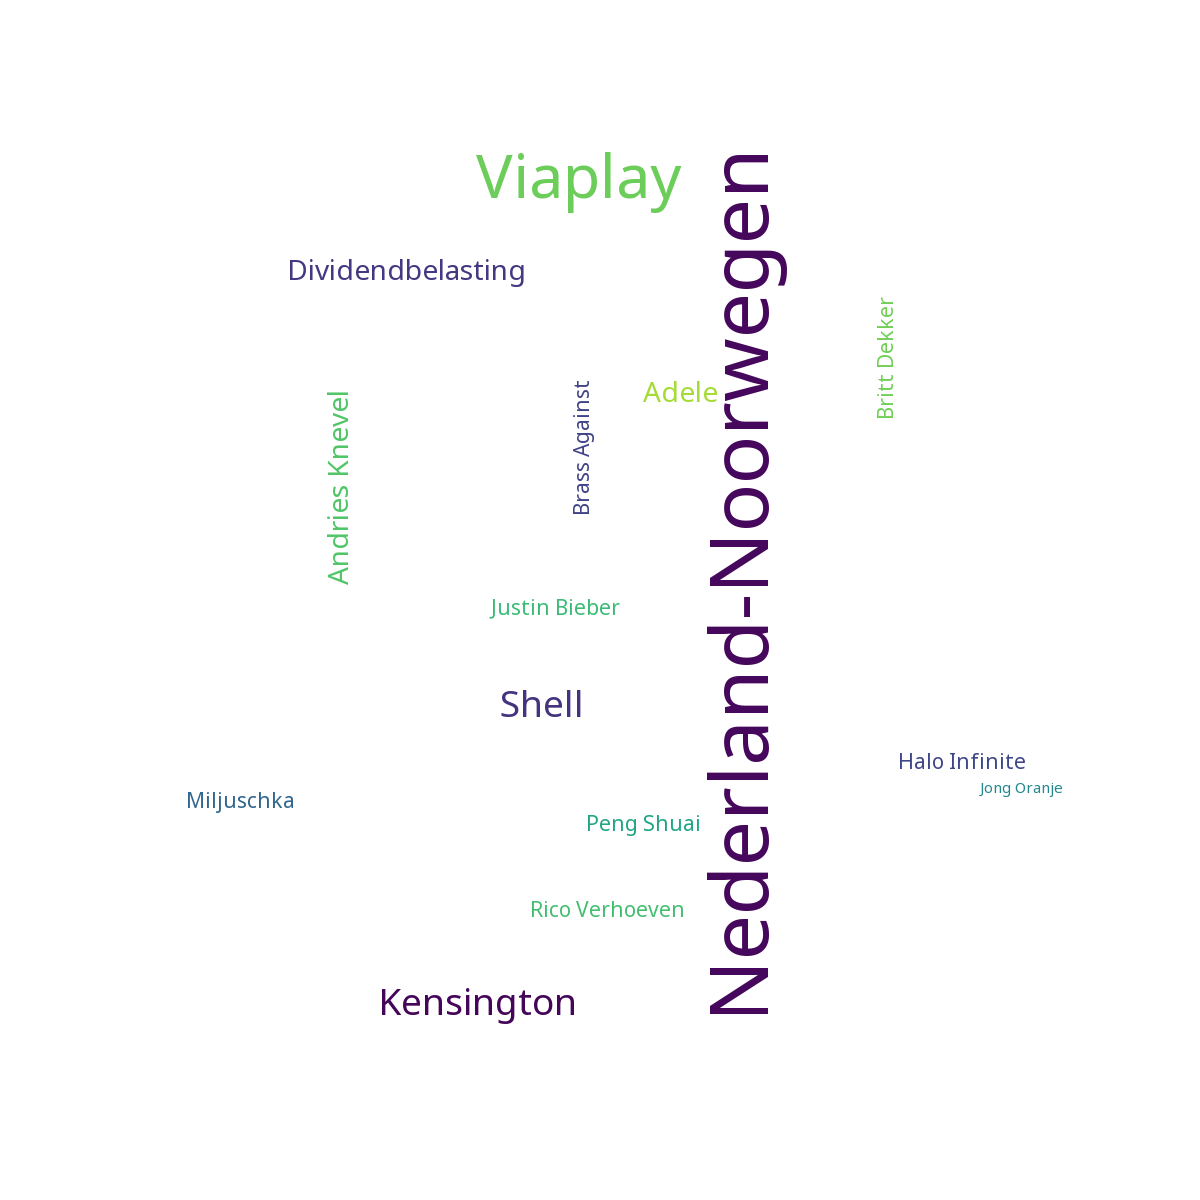 Viaplay
Nederland-Noorwegen
Dividendbelasting
Britt Dekker
Adele
Brass Against
Andries Knevel
Justin Bieber
Shell
Halo Infinite
Jong Oranje
Miljuschka
Peng Shuai
Rico Verhoeven
Kensington